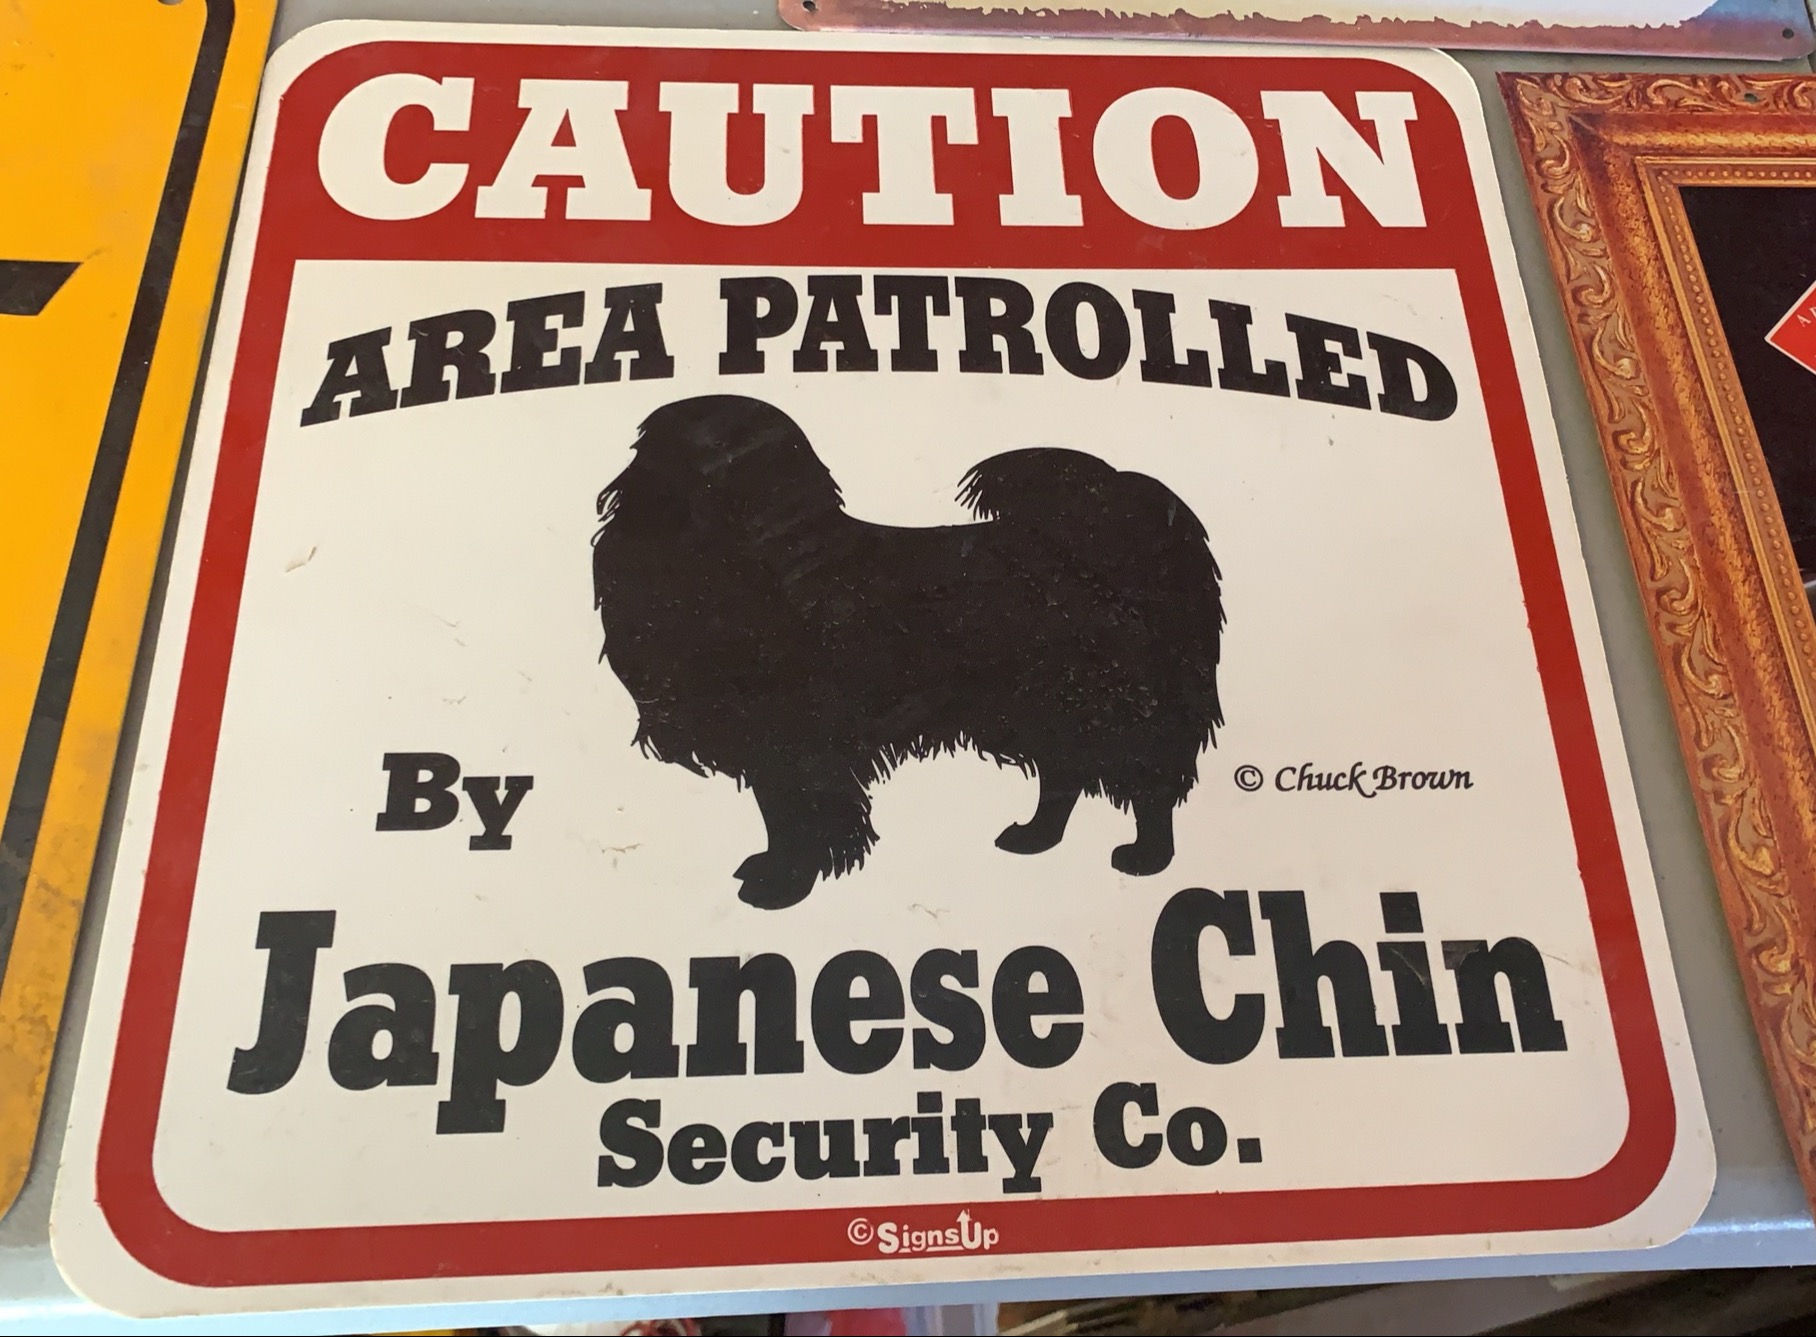 CAUTION
AREA PATROLLED
By
© Chuck Brown
Japanese Chin
Security Co.
© SignsUp